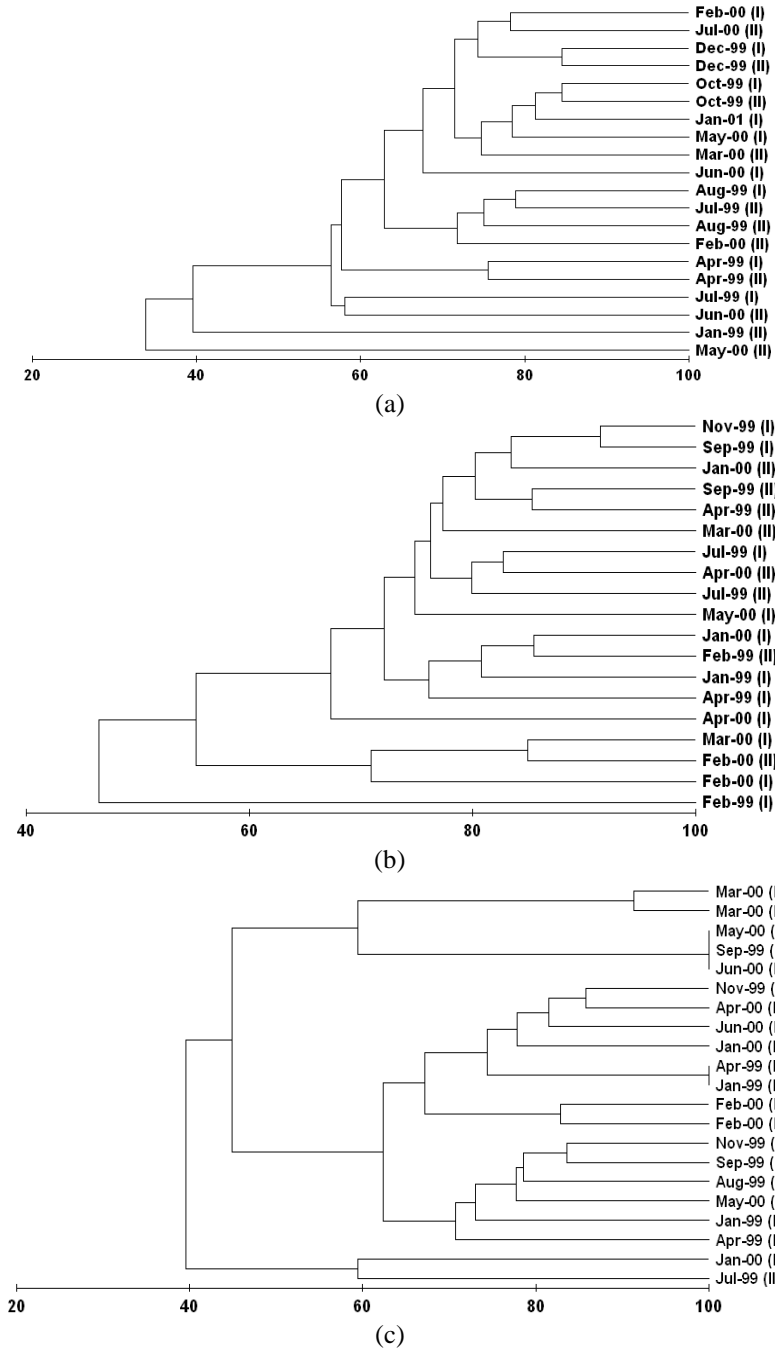 Feb-00 (I)
Jul-00 (II)
Dec-99 (I)
Dec-99 (II)
Oct-99 (I)
Oct-99 (II)
Jan-01 (I)
May-00 (I)
Mar-00 (II)
Jun-00 (I)
Aug-99 (I)
Jul-99 (II)
Aug-99 (II)
Feb-00 (II)
Apr-99 (I)
Apr-99 (II)
Jul-99 (I)
Jun-00 (II)
Jan-99 (II)
May-00 (II)
20 40 60 80 100
(a)
Nov-99 (I)
Sep-99 (I)
Jan-00 (II)
Sep-99 (II)
Apr-99 (II)
Mar-00 (II)
Jul-99 (I)
Apr-00 (II)
Jul-99 (II)
May-00 (I)
Jan-00 (I)
Feb-99 (II)
Jan-99 (I)
Apr-99 (I)
Apr-00 (I)
Mar-00 (I)
Feb-00 (II)
Feb-00 (I)
Feb-99 (I)
40 60 80 100
(b)
Mar-00 (I
Mar-00 (I
May-00 (
Sep-99 (
Jun-00 (I
Nov-99 (
Apr-00 (I
Jun-00 (I
Jan-00 (I
Apr-99 (I
Jan-99 (I
Feb-00 (I
Feb-00 (I
Nov-99 (
Sep-99 (
Aug-99 (
May-00 (
Jan-99 (I
Apr-99 (I
Jan-00 (I
Jul-99 (II
20 40 60 80 100
(c)